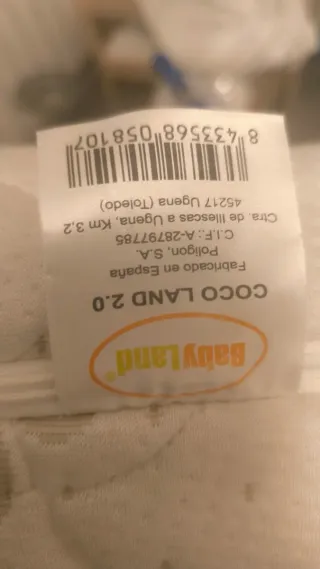 BabyLand®
COCO LAND 2.0
Fabricado en España
Poligon, S.A.
C.I.F.: A-28797785
Ctra. de Illescas a Ugena, Km 3,2
45217 Ugena (Toledo)
8 433568 058107